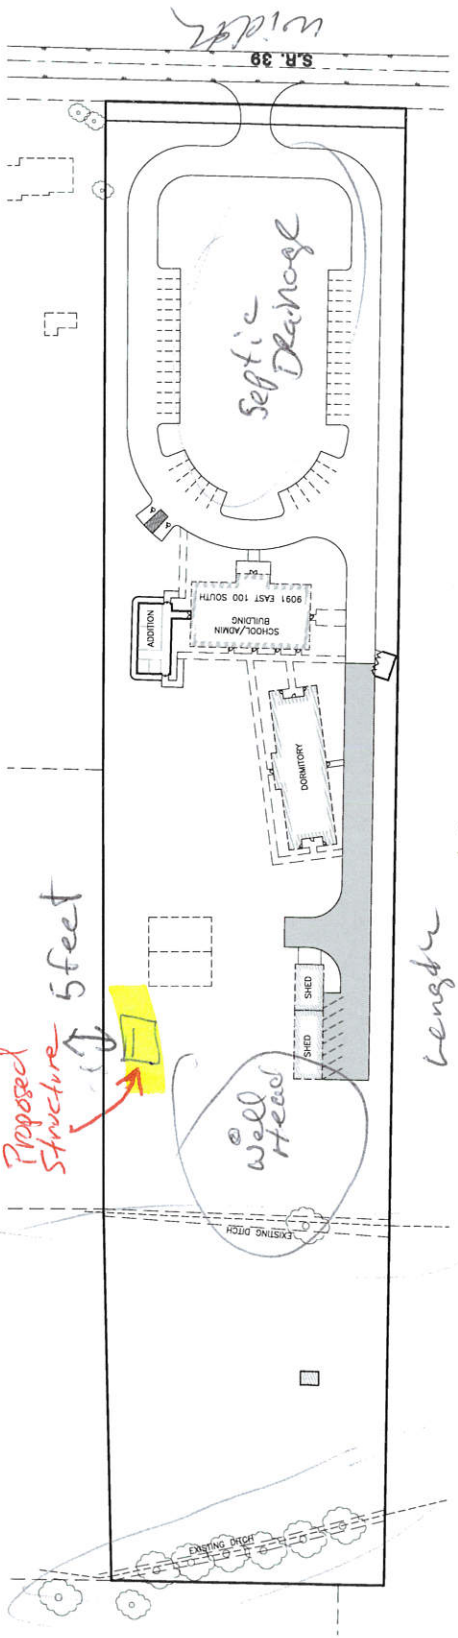 width
S.R. 39
Septic
Drainage
ADDITION
SCHOOL/ADMIN
BUILDING
9091 EAST 100 SOUTH
DORMITORY
5 feet
Proposed
Structure
SHED
SHED
Length
Well
Head
EXISTING DITCH
EXISTING DITCH